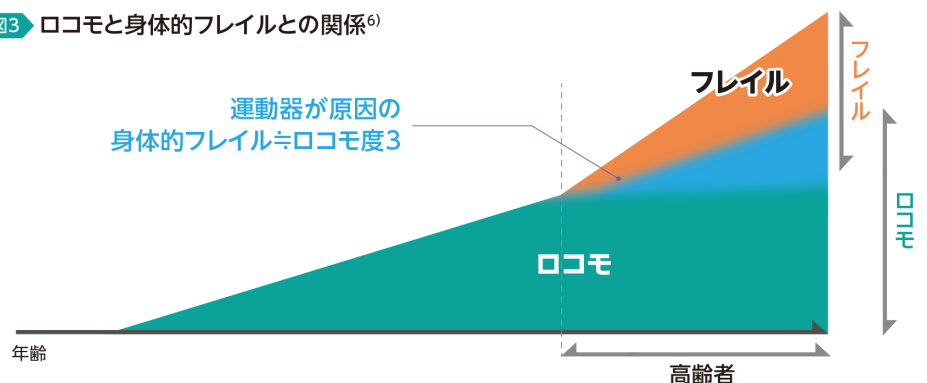 図3 ロコモと身体的フレイルとの関係6)
フレイル
フレイル
運動器が原因の
身体的フレイル≒ロコモ度3
ロコモ
ロコモ
年齢
高齢者